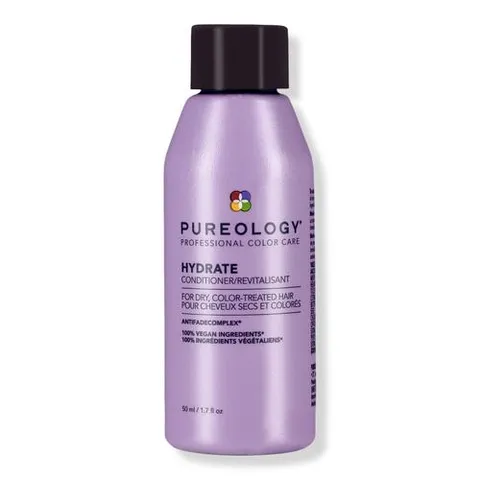 PUREOLOGY®
PROFESSIONAL COLOR CARE
HYDRATE
CONDITIONER/REVITALISANT
FOR DRY, COLOR-TREATED HAIR
POUR CHEVEUX SECS ET COLORÉS
ANTIFADECOMPLEX®
100% VEGAN INGREDIENTS*
100% INGRÉDIENTS VÉGÉTALIENS*
50 ml / 1.7 fl oz